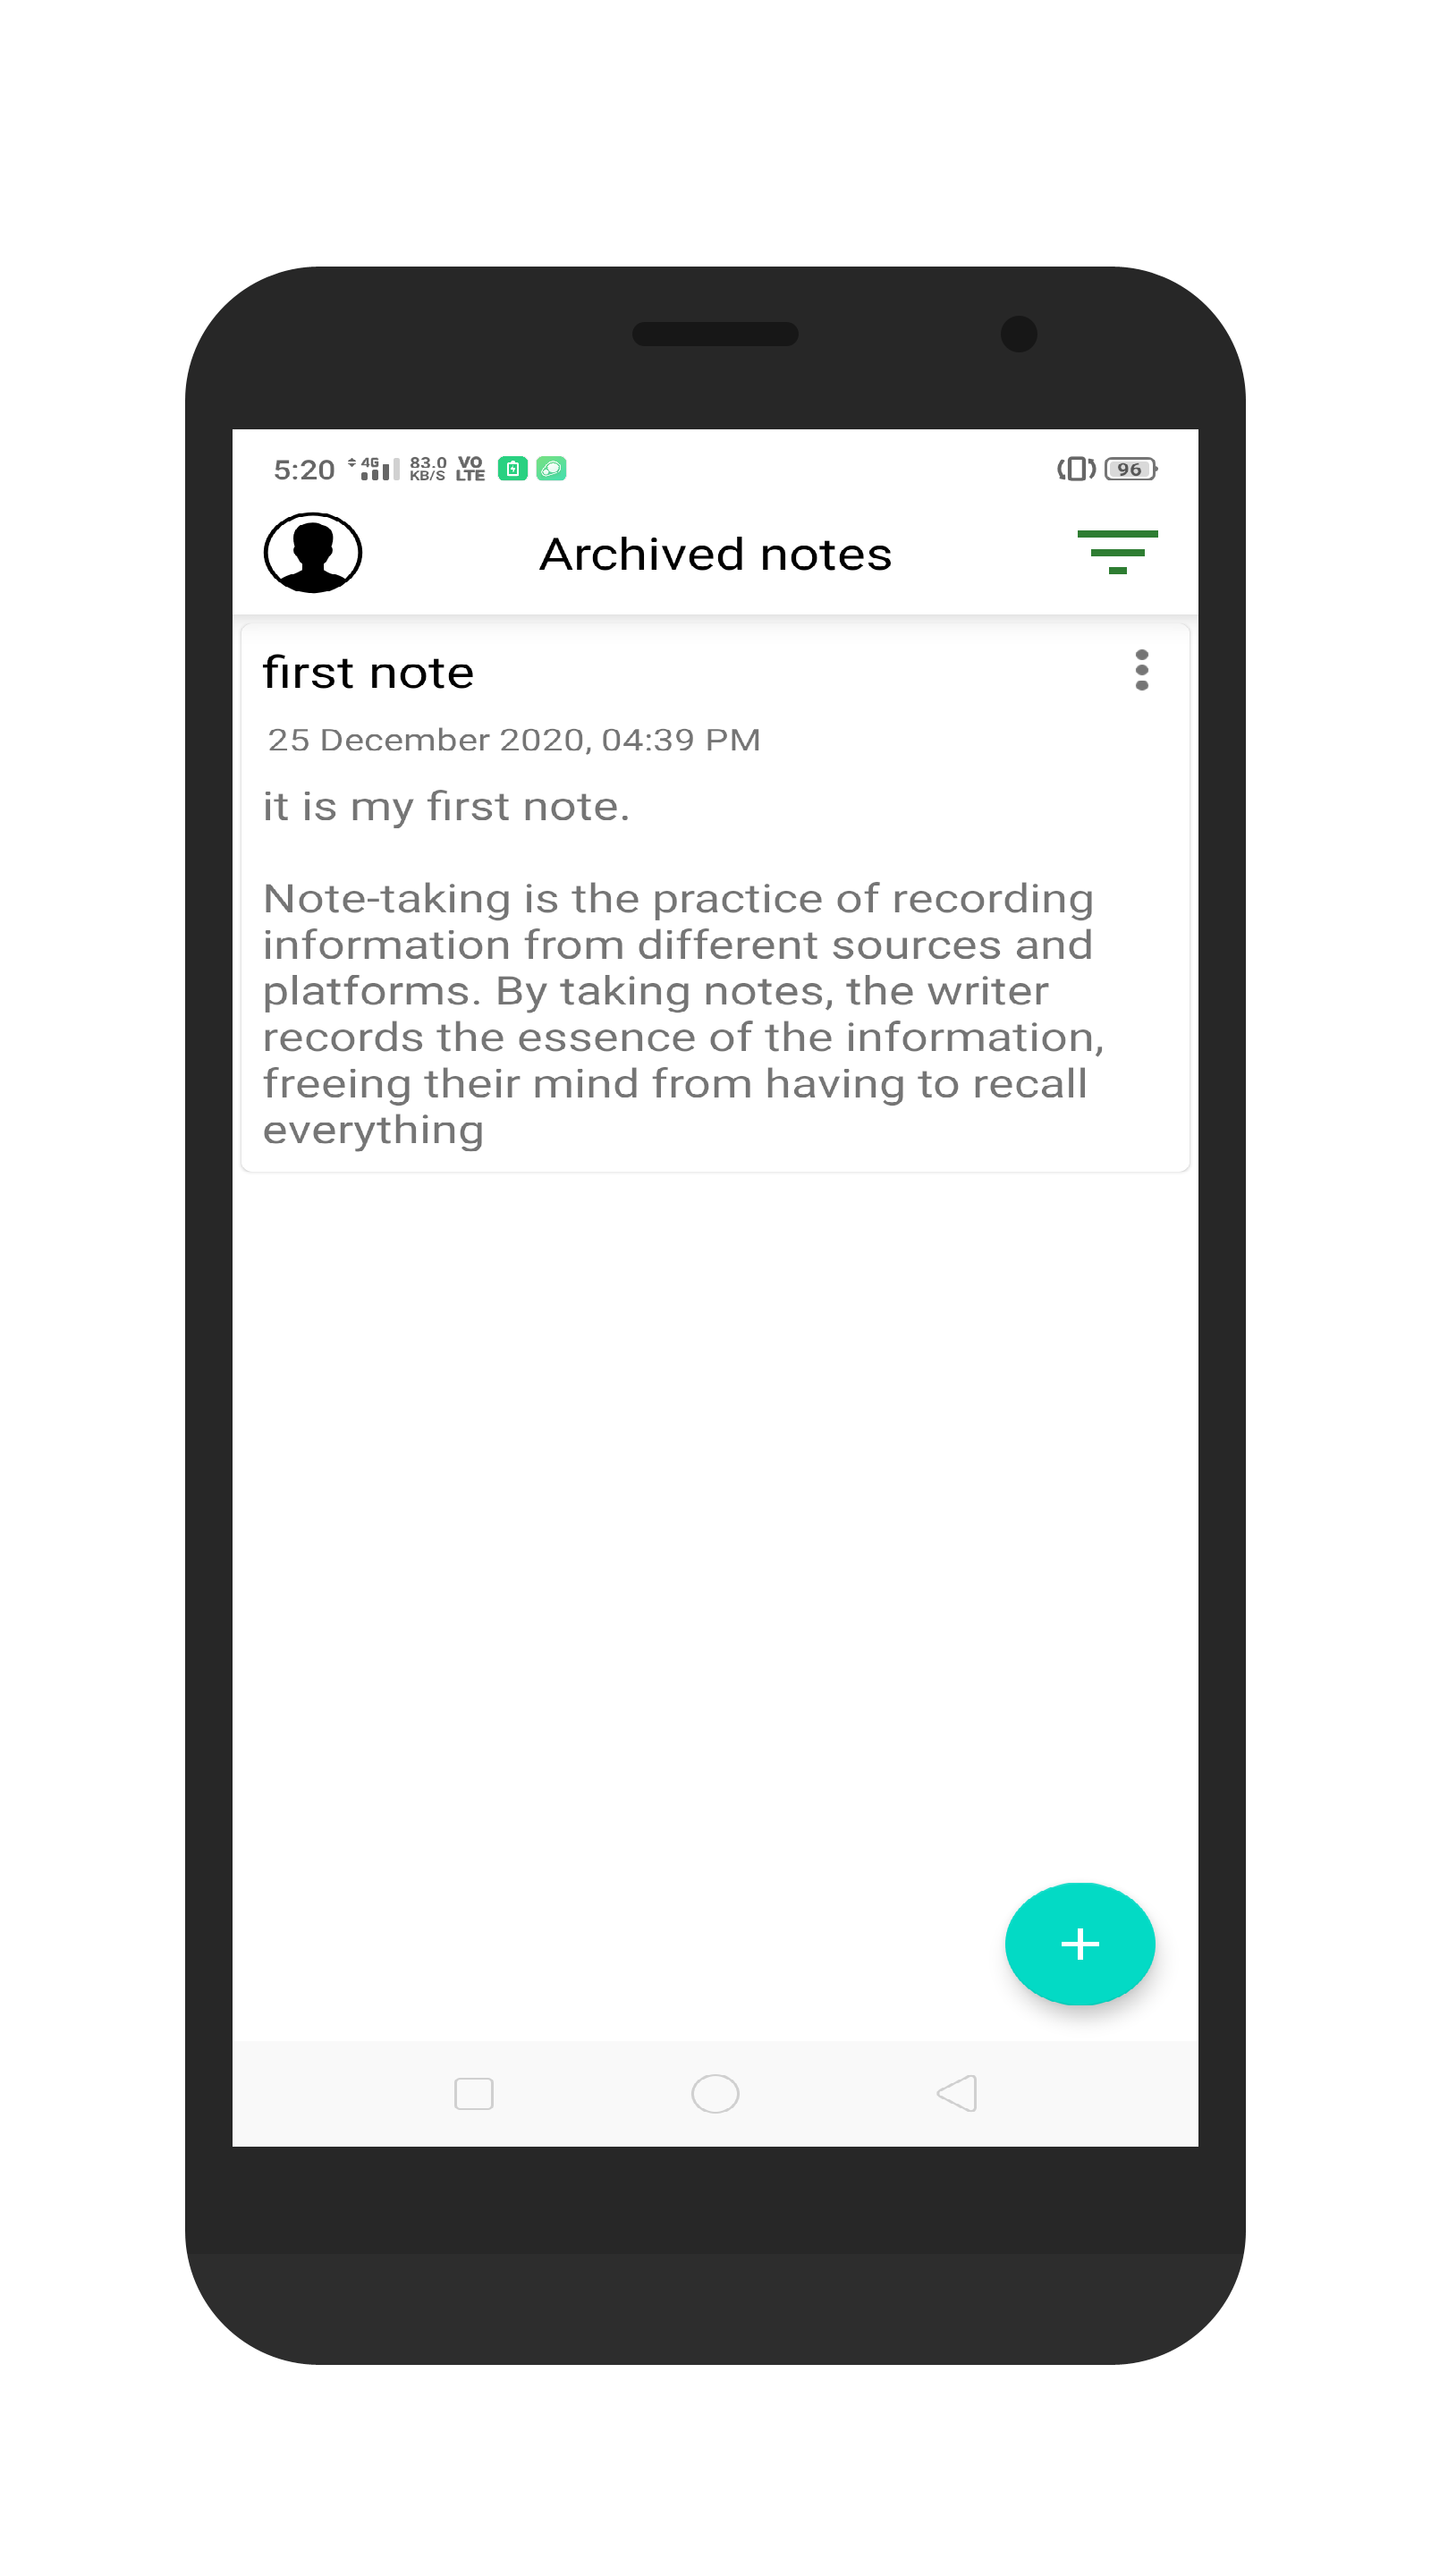 5:20 4G 83.0 KB/S VO LTE 96
Archived notes
first note
25 December 2020, 04:39 PM
it is my first note.
Note-taking is the practice of recording
information from different sources and
platforms. By taking notes, the writer
records the essence of the information,
freeing their mind from having to recall
everything